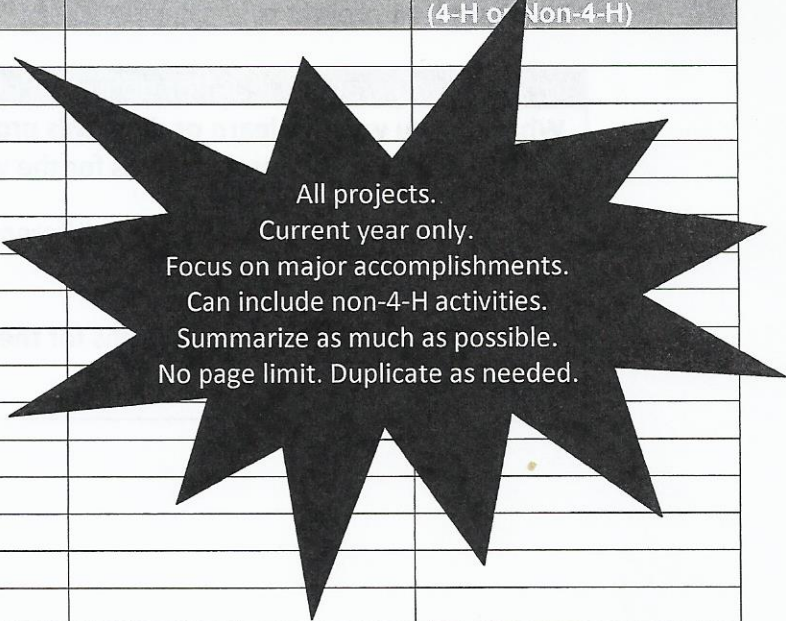 (4-H or Non-4-H)
All projects.
Current year only.
Focus on major accomplishments.
Can include non-4-H activities.
Summarize as much as possible.
No page limit. Duplicate as needed.